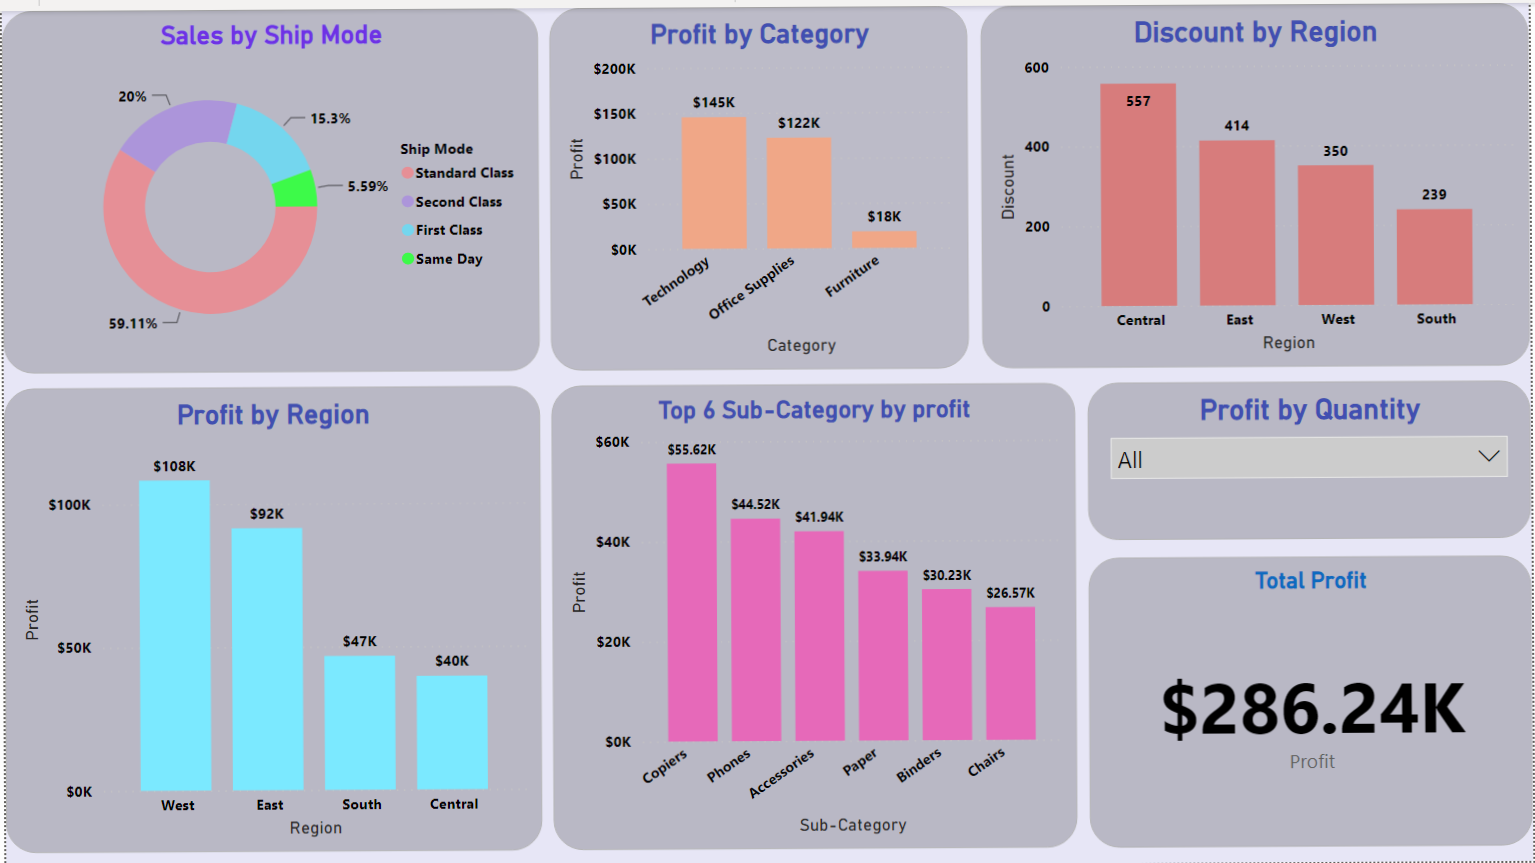 Sales by Ship Mode
20%
15.3%
5.59%
59.11%
Ship Mode
Standard Class
Second Class
First Class
Same Day
Profit by Category
$200K
$150K
$100K
$50K
$0K
Profit
$145K
$122K
$18K
Technology
Office Supplies
Furniture
Category
Discount by Region
600
400
200
0
Discount
557
414
350
239
Central
East
West
South
Region
Profit by Region
$100K
$50K
$0K
Profit
$108K
$92K
$47K
$40K
West
East
South
Central
Region
Top 6 Sub-Category by profit
$60K
$40K
$20K
$0K
Profit
$55.62K
$44.52K
$41.94K
$33.94K
$30.23K
$26.57K
Copiers
Phones
Accessories
Paper
Binders
Chairs
Sub-Category
Profit by Quantity
All
Total Profit
$286.24K
Profit